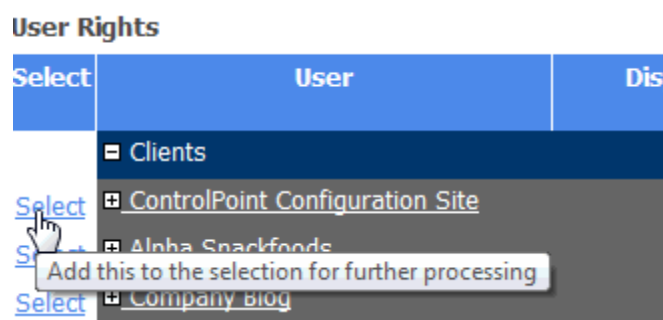 User Rights
Select User Dis
Clients
Select ControlPoint Configuration Site
Alpha Snackfoods
Add this to the selection for further processing
Select Company Blog